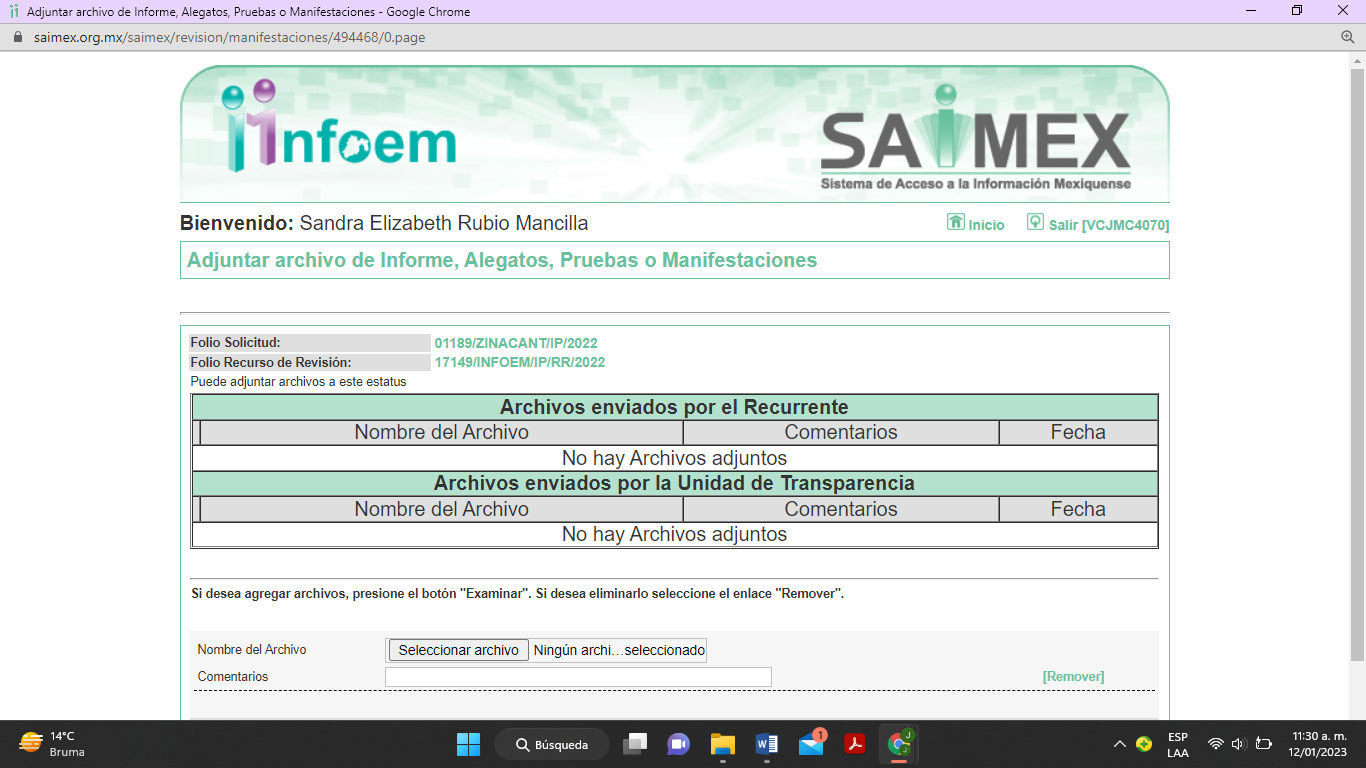 Adjuntar archivo de Informe, Alegatos, Pruebas o Manifestaciones - Google Chrome
saimex.org.mx/saimex/revision/manifestaciones/494468/0.page
infoem
SAIMEX
Sistema de Acceso a la Información Mexiquense
Bienvenido: Sandra Elizabeth Rubio Mancilla
Inicio Salir [VCJMC4070]
Adjuntar archivo de Informe, Alegatos, Pruebas o Manifestaciones
Folio Solicitud: 01189/ZINACANT/IP/2022
Folio Recurso de Revisión: 17149/INFOEM/IP/RR/2022
Puede adjuntar archivos a este estatus
Archivos enviados por el Recurrente
Nombre del Archivo Comentarios Fecha
No hay Archivos adjuntos
Archivos enviados por la Unidad de Transparencia
Nombre del Archivo Comentarios Fecha
No hay Archivos adjuntos
Si desea agregar archivos, presione el botón "Examinar". Si desea eliminarlo seleccione el enlace "Remover".
Nombre del Archivo Seleccionar archivo Ningún archi...seleccionado
Comentarios [Remover]
14°C
Bruma
Búsqueda
1
J
ESP
LAA
11:30 a. m.
12/01/2023